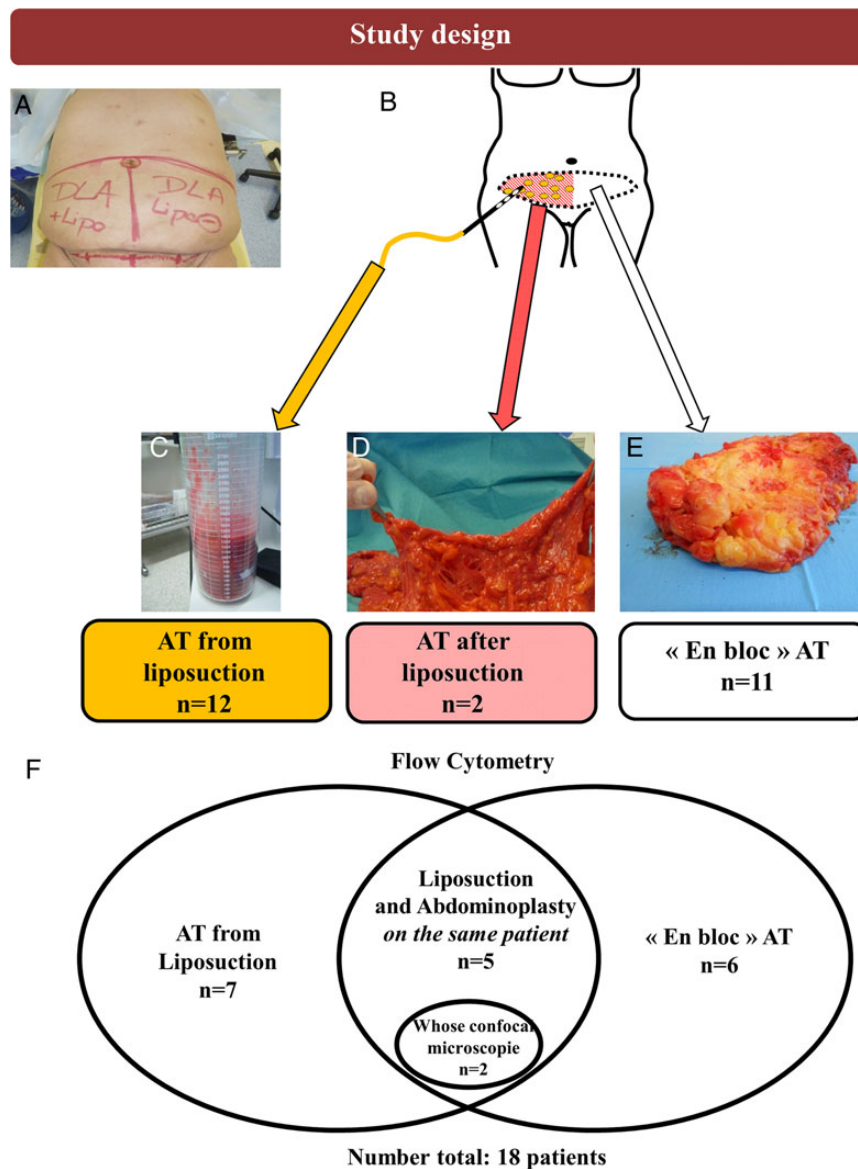 Study design
A
B
DLA
+Lipo
DLA
Lipo⊖
C
D
E
AT from
liposuction
n=12
AT after
liposuction
n=2
« En bloc » AT
n=11
F
Flow Cytometry
AT from
Liposuction
n=7
Liposuction
and Abdominoplasty
on the same patient
n=5
« En bloc » AT
n=6
Whose confocal
microscopie
n=2
Number total: 18 patients